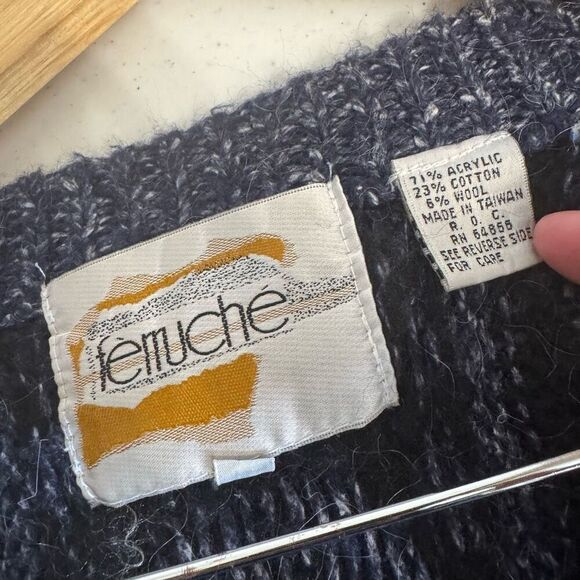 ferruché
71% ACRYLIC
23% COTTON
6% WOOL
MADE IN TAIWAN
R. O. C.
RN 64866
SEE REVERSE SIDE
FOR CARE